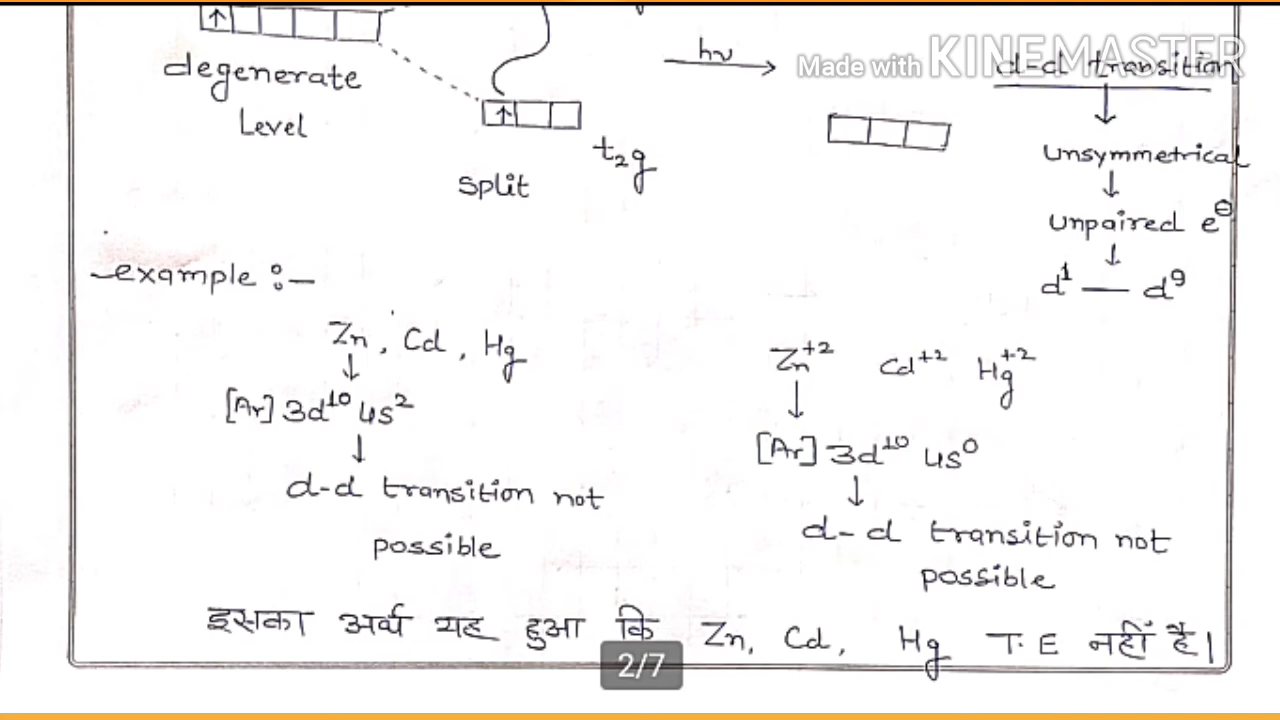 hν
Made with KINEMASTER
d-d transition
degenerate
Level
t₂g
Split
Unsymmetrical
Unpaired e⊖
d¹ — d⁹
example :-
Zn, Cd, Hg
[Ar] 3d¹⁰ 4s²
d-d transition not
possible
Zn⁺² Cd⁺² Hg⁺²
[Ar] 3d¹⁰ 4s⁰
d-d transition not
possible
इसका अर्थ यह हुआ कि Zn, Cd, Hg T.E नहीं है।
2/7